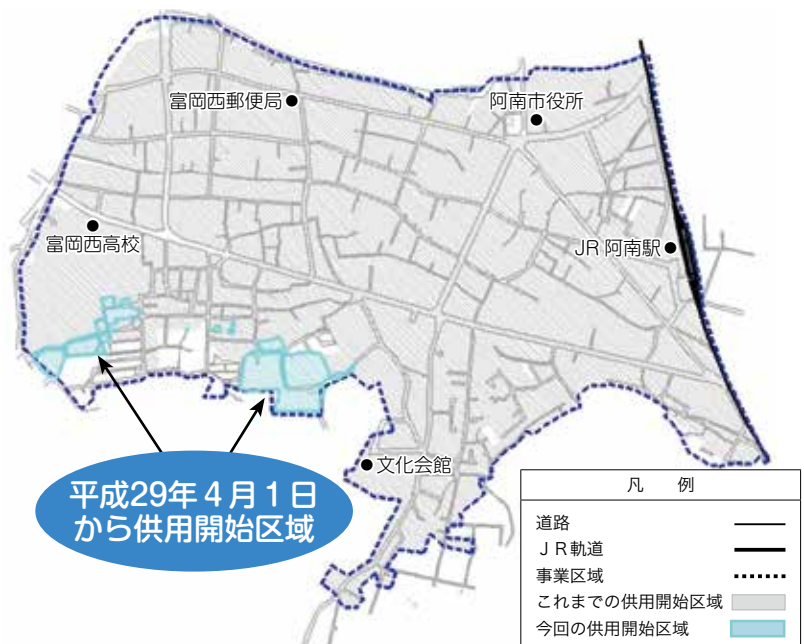 富岡西郵便局
阿南市役所
富岡西高校
JR 阿南駅
文化会館
平成29年4月1日
から供用開始区域
凡 例
道路
JR軌道
事業区域
これまでの供用開始区域
今回の供用開始区域